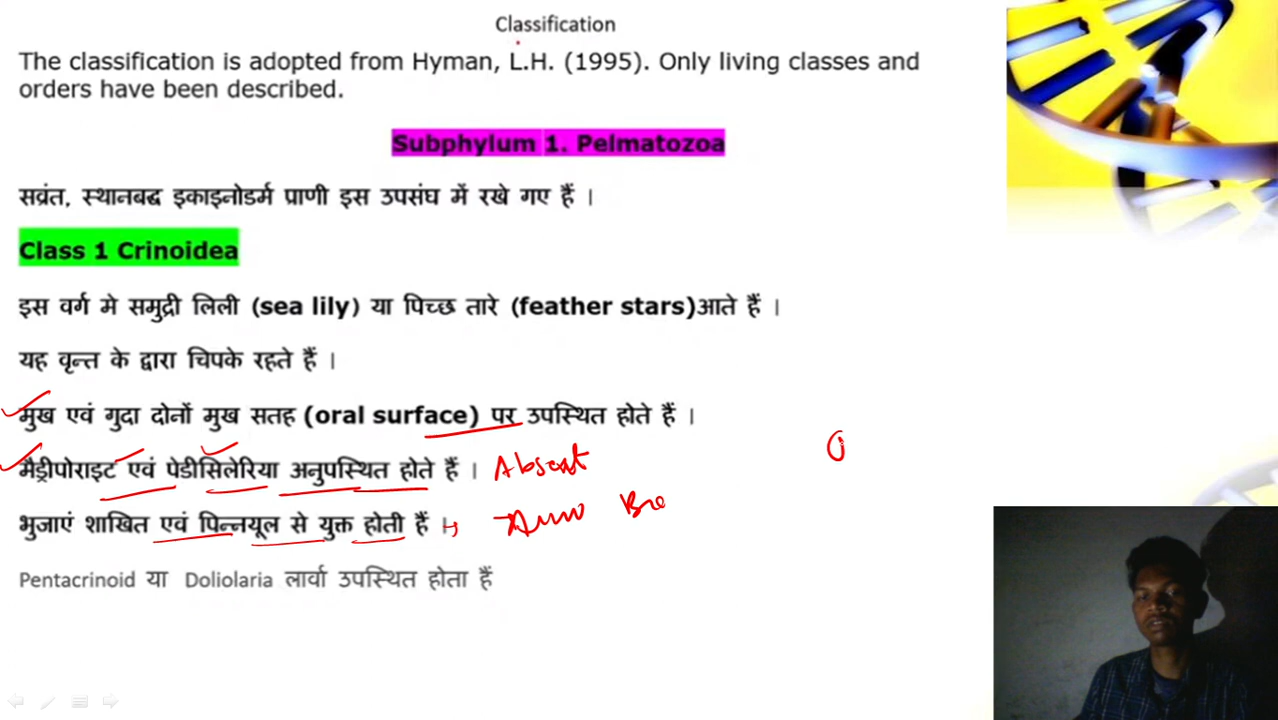 Classification
The classification is adopted from Hyman, L.H. (1995). Only living classes and
orders have been described.
Subphylum 1. Pelmatozoa
सव्रंत, स्थानबद्ध इकाइनोडर्म प्राणी इस उपसंघ में रखे गए हैं ।
Class 1 Crinoidea
इस वर्ग मे समुद्री लिली (sea lily) या पिच्छ तारे (feather stars)आते हैं ।
यह वृन्त के द्वारा चिपके रहते हैं ।
मुख एवं गुदा दोनों मुख सतह (oral surface) पर उपस्थित होते हैं ।
मैड्रीपोराइट एवं पेडीसिलेरिया अनुपस्थित होते हैं । Absent
भुजाएं शाखित एवं पिन्नयूल से युक्त होती हैं ।
Pentacrinoid या Doliolaria लार्वा उपस्थित होता हैं